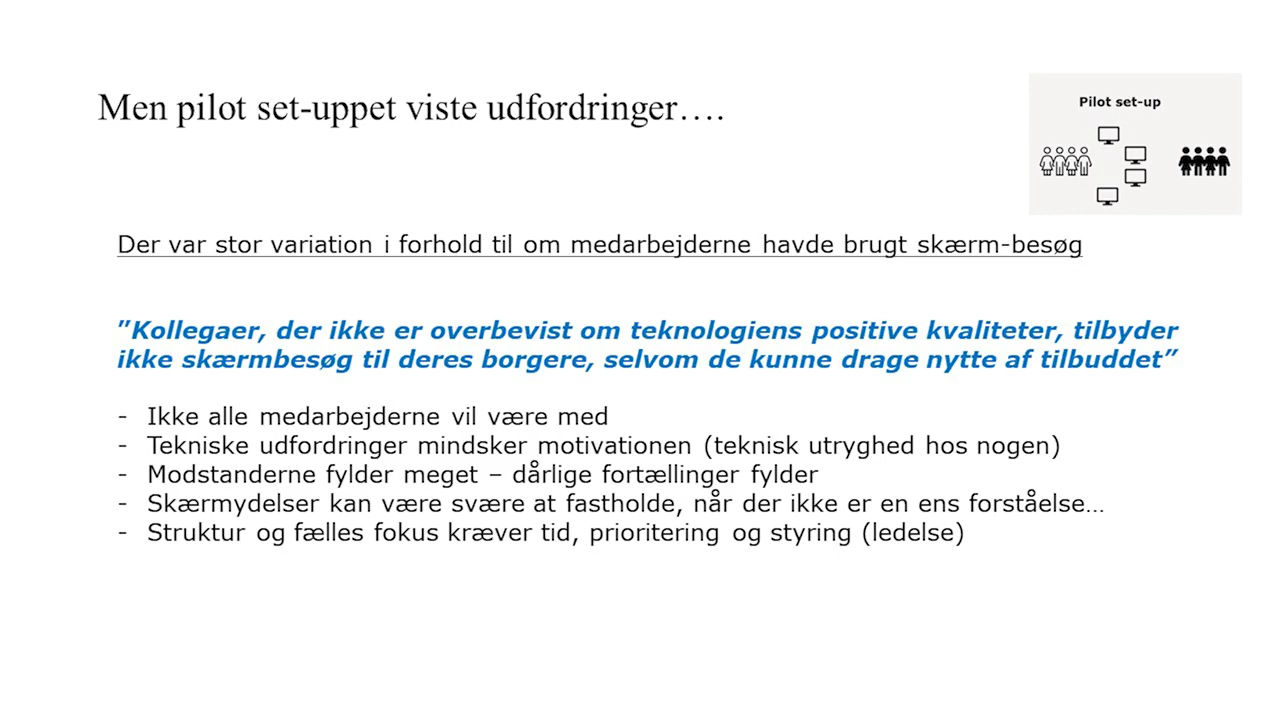 Men pilot set-uppet viste udfordringer….
Pilot set-up
Der var stor variation i forhold til om medarbejderne havde brugt skærm-besøg
”Kollegaer, der ikke er overbevist om teknologiens positive kvaliteter, tilbyder
ikke skærmbesøg til deres borgere, selvom de kunne drage nytte af tilbuddet”
- Ikke alle medarbejderne vil være med
- Tekniske udfordringer mindsker motivationen (teknisk utryghed hos nogen)
- Modstanderne fylder meget – dårlige fortællinger fylder
- Skærmydelser kan være svære at fastholde, når der ikke er en ens forståelse…
- Struktur og fælles fokus kræver tid, prioritering og styring (ledelse)